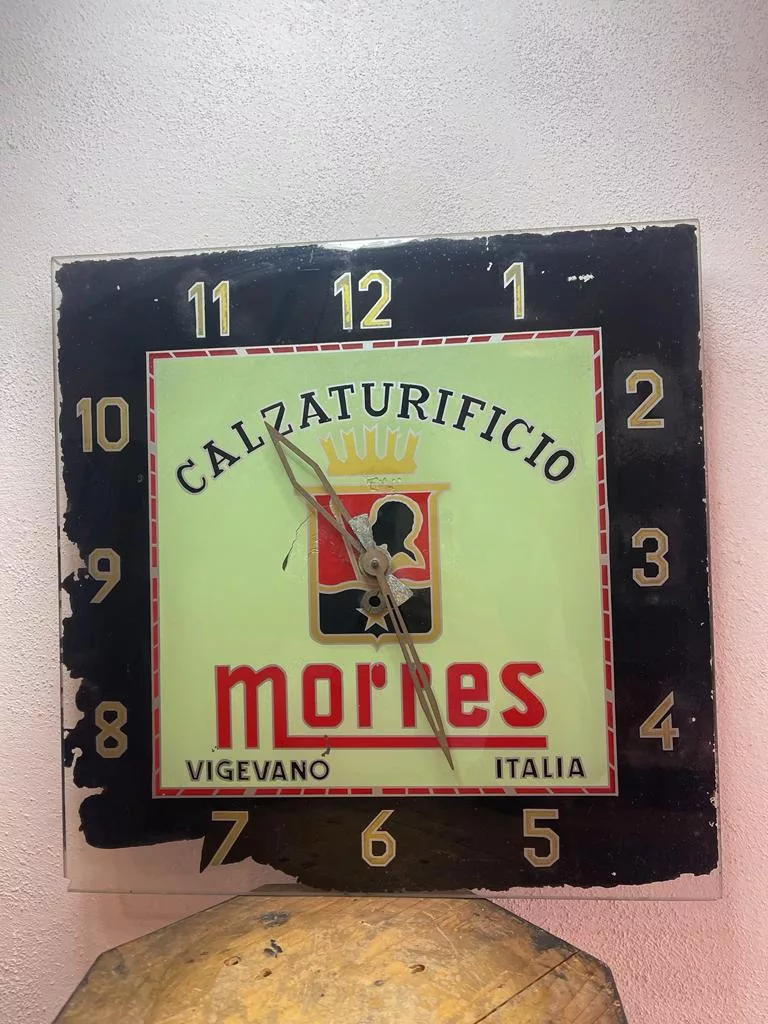 11 12 1
10 2
CALZATURIFICIO
9 3
morres
8 4
VIGEVANO ITALIA
7 6 5